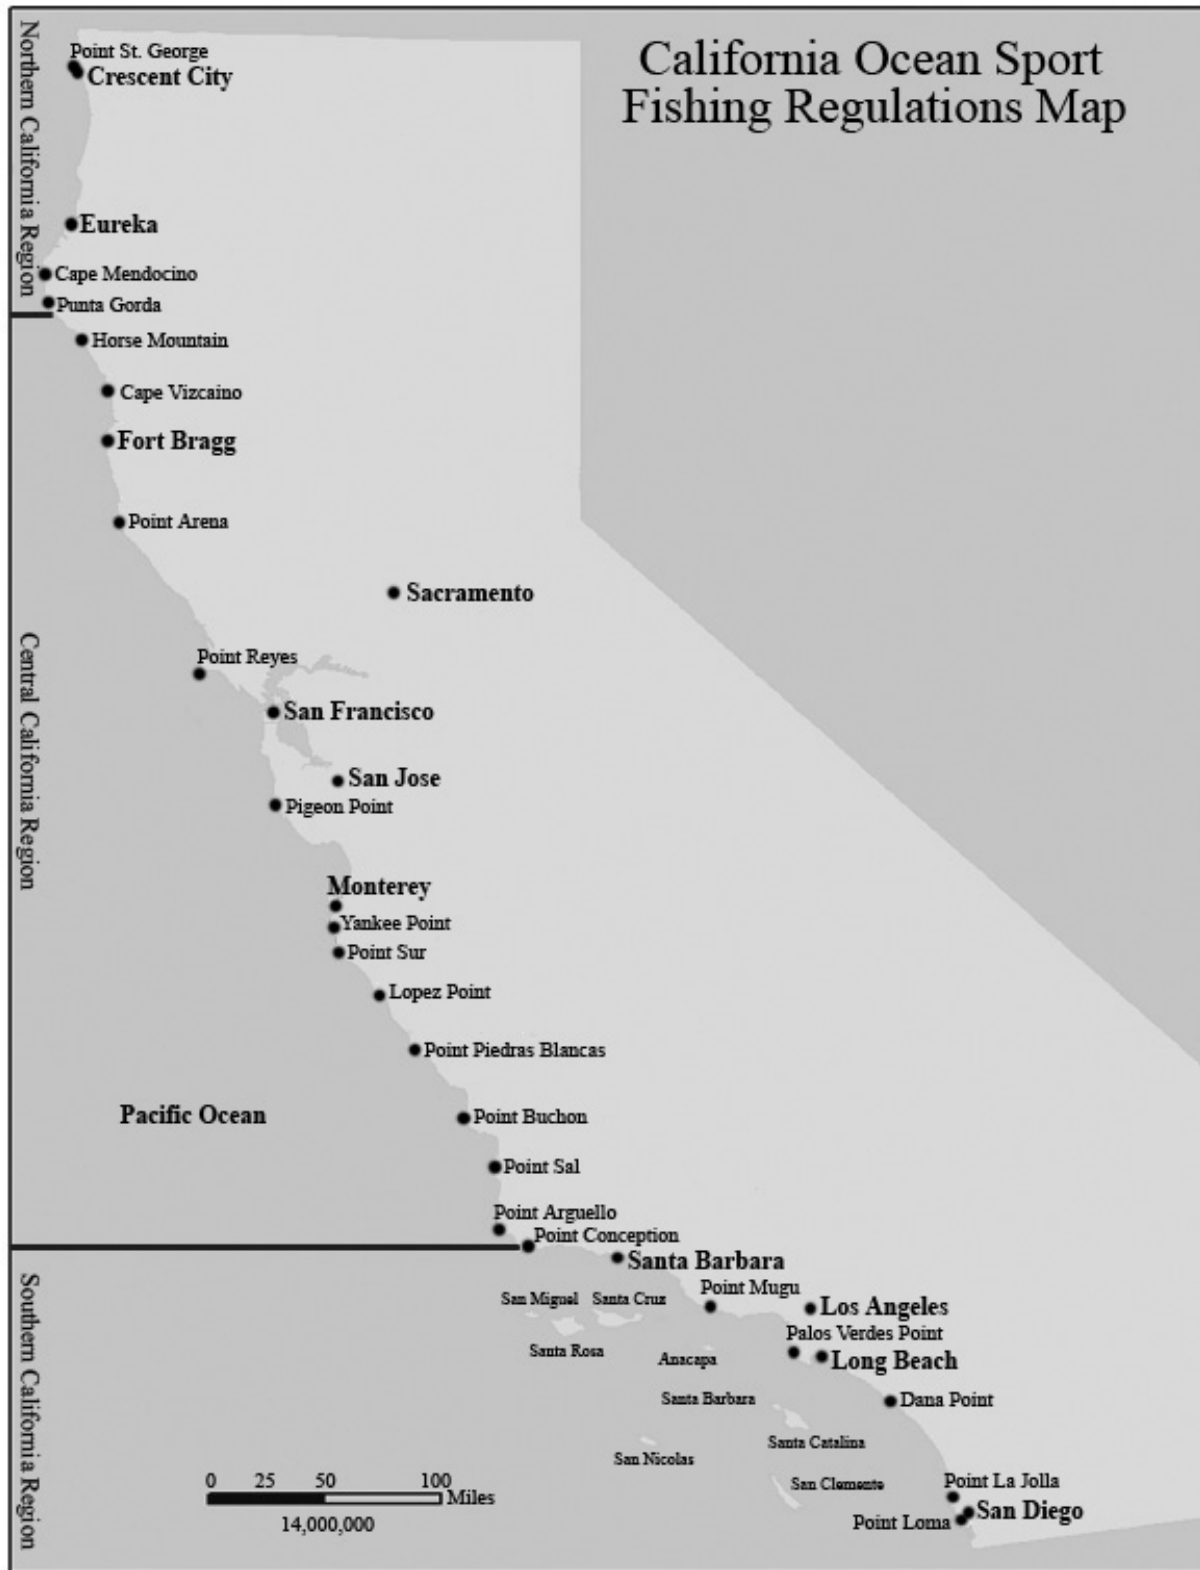 California Ocean Sport
Fishing Regulations Map
Northern California Region
Point St. George
Crescent City
Eureka
Cape Mendocino
Punta Gorda
Horse Mountain
Cape Vizcaino
Fort Bragg
Point Arena
Sacramento
Central California Region
Point Reyes
San Francisco
San Jose
Pigeon Point
Monterey
Yankee Point
Point Sur
Lopez Point
Point Piedras Blancas
Pacific Ocean
Point Buchon
Point Sal
Point Arguello
Point Conception
Southern California Region
Santa Barbara
Point Mugu
San Miguel
Santa Cruz
Los Angeles
Palos Verdes Point
Santa Rosa
Anacapa
Long Beach
Santa Barbara
Dana Point
Santa Catalina
San Nicolas
San Clemente
Point La Jolla
San Diego
Point Loma
0 25 50 100
Miles
14,000,000